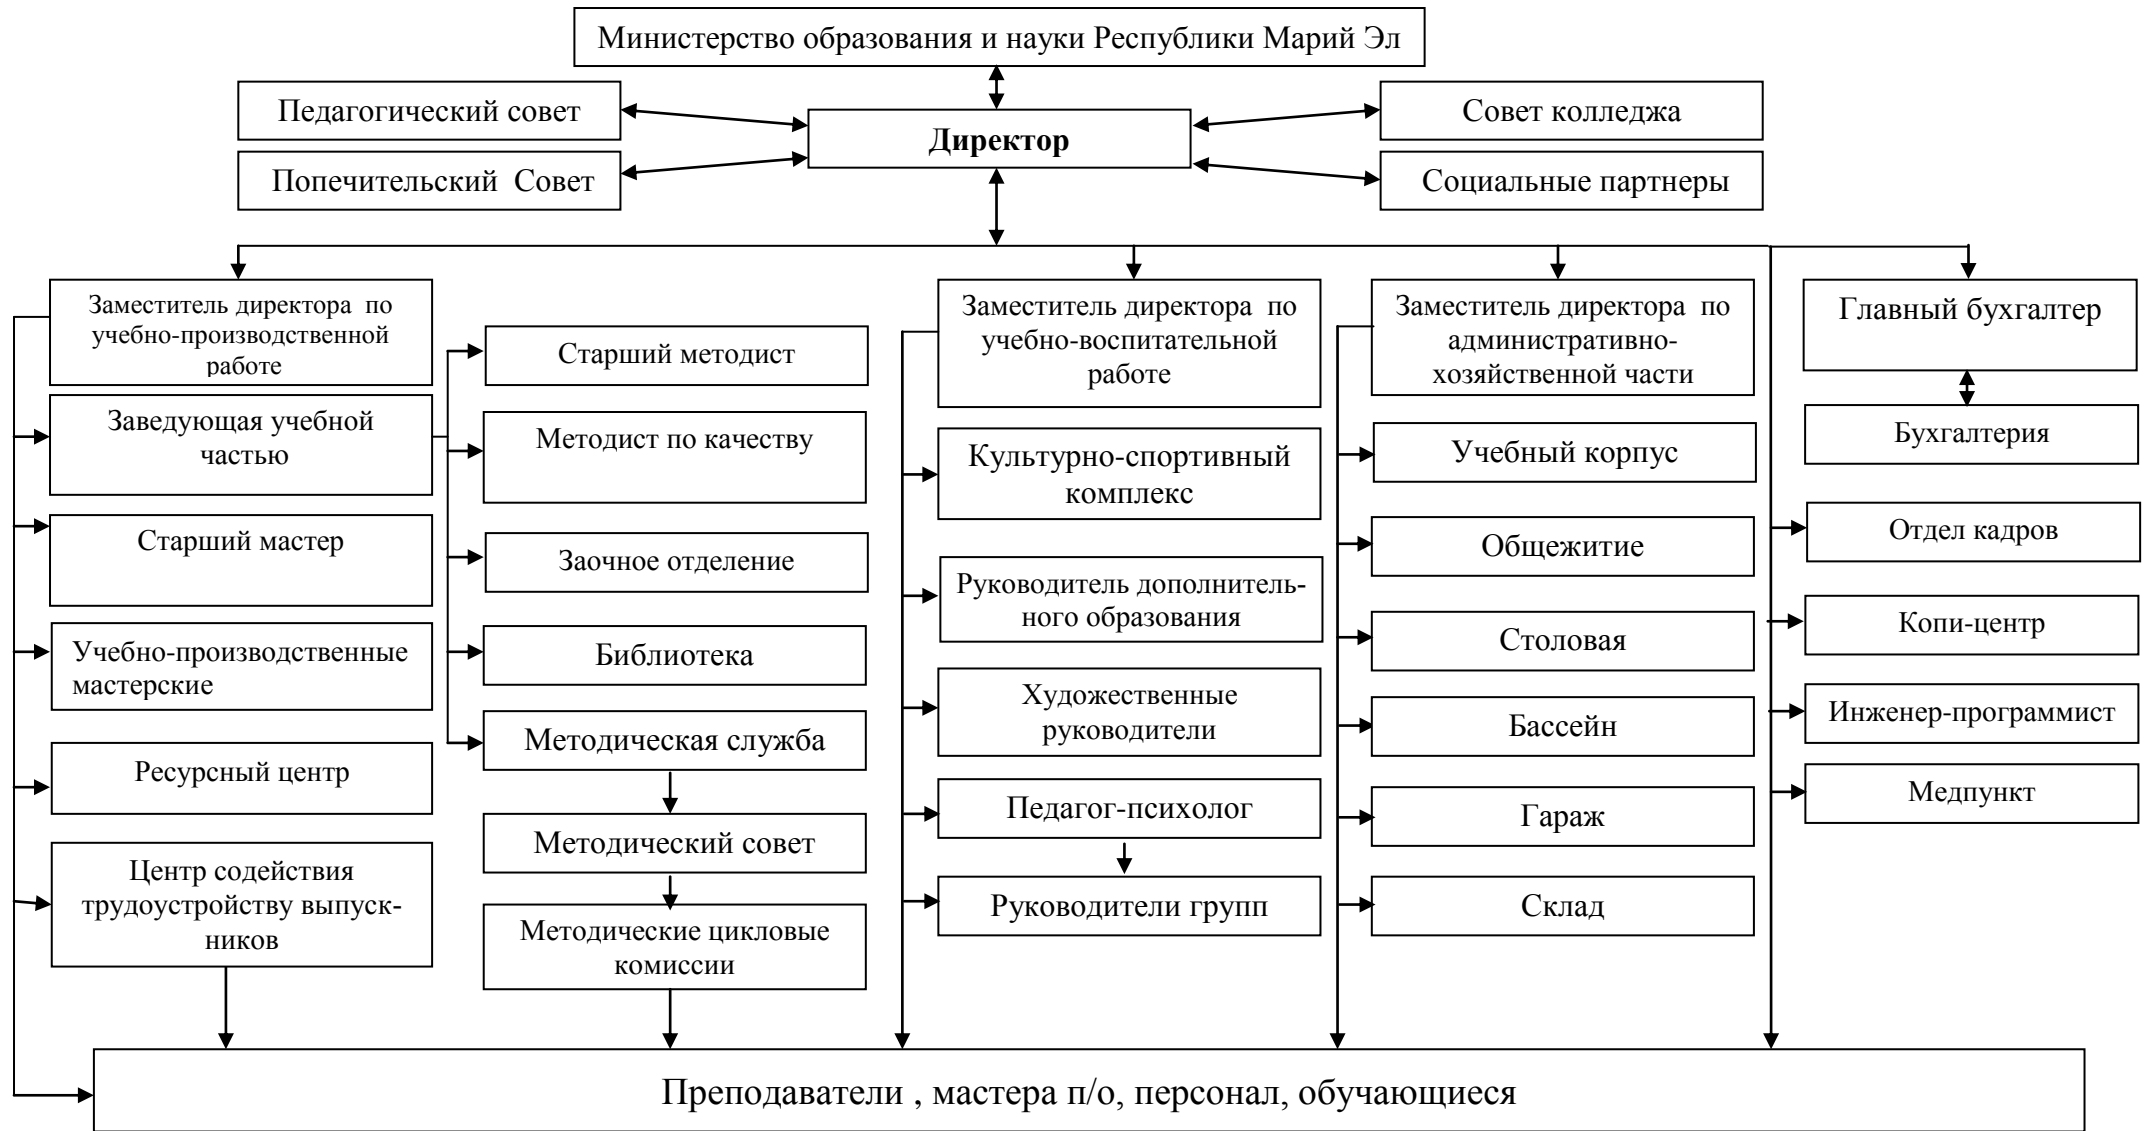 Министерство образования и науки Республики Марий Эл
Педагогический совет
Совет колледжа
Директор
Попечительский Совет
Социальные партнеры
Заместитель директора по
учебно-производственной
работе
Заведующая учебной
частью
Старший мастер
Учебно-производственные
мастерские
Ресурсный центр
Центр содействия
трудоустройству выпуск-
ников
Старший методист
Методист по качеству
Заочное отделение
Библиотека
Методическая служба
Методический совет
Методические цикловые
комиссии
Заместитель директора по
учебно-воспитательной
работе
Культурно-спортивный
комплекс
Руководитель дополнитель-
ного образования
Художественные
руководители
Педагог-психолог
Руководители групп
Заместитель директора по
административно-
хозяйственной части
Учебный корпус
Общежитие
Столовая
Бассейн
Гараж
Склад
Главный бухгалтер
Бухгалтерия
Отдел кадров
Копи-центр
Инженер-программист
Медпункт
Преподаватели , мастера п/о, персонал, обучающиеся